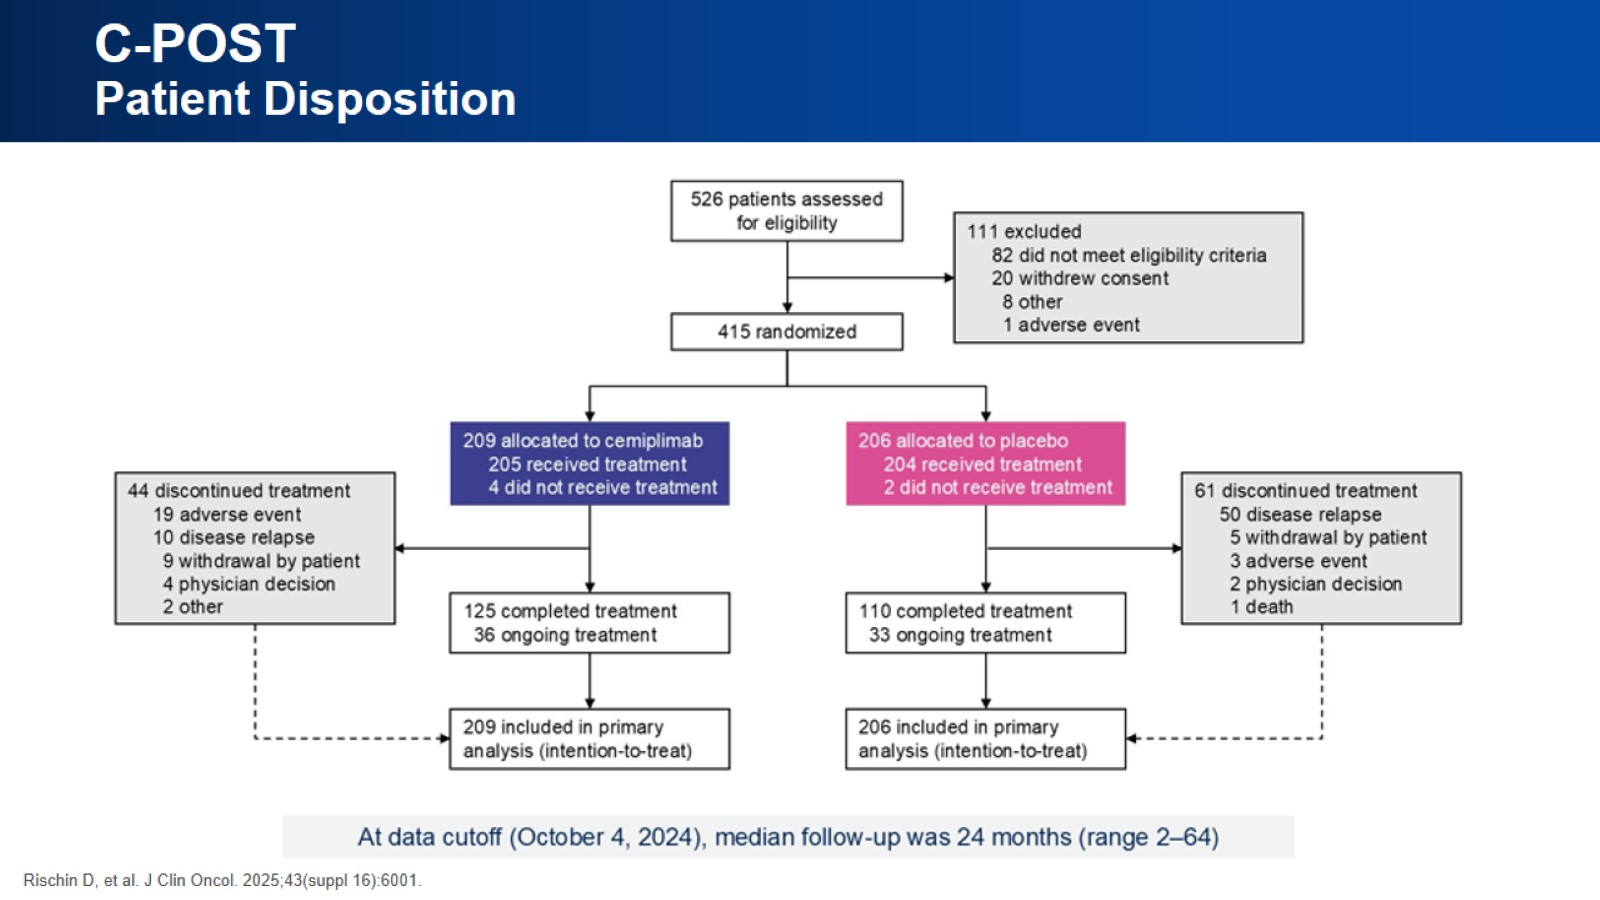 C-POST
Patient Disposition
526 patients assessed
for eligibility
111 excluded
82 did not meet eligibility criteria
20 withdrew consent
8 other
1 adverse event
415 randomized
209 allocated to cemiplimab
205 received treatment
4 did not receive treatment
206 allocated to placebo
204 received treatment
2 did not receive treatment
44 discontinued treatment
19 adverse event
10 disease relapse
9 withdrawal by patient
4 physician decision
2 other
61 discontinued treatment
50 disease relapse
5 withdrawal by patient
3 adverse event
2 physician decision
1 death
125 completed treatment
36 ongoing treatment
110 completed treatment
33 ongoing treatment
209 included in primary
analysis (intention-to-treat)
206 included in primary
analysis (intention-to-treat)
At data cutoff (October 4, 2024), median follow-up was 24 months (range 2–64)
Rischin D, et al. J Clin Oncol. 2025;43(suppl 16):6001.